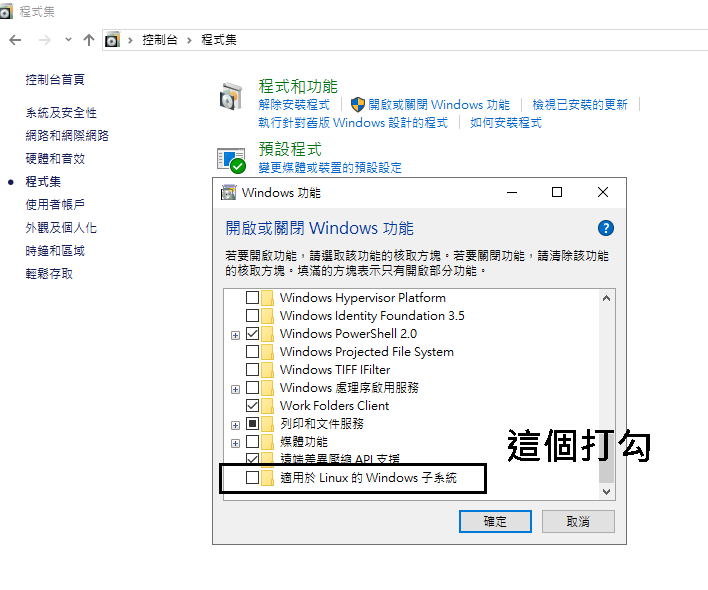 程式集
控制台 程式集
控制台首頁
系統及安全性
網路和網際網路
硬體和音效
程式集
使用者帳戶
外觀及個人化
時鐘和區域
輕鬆存取
程式和功能
解除安裝程式 開啟或關閉 Windows 功能 檢視已安裝的更新
執行針對舊版 Windows 設計的程式 如何安裝程式
預設程式
變更媒體或裝置的預設設定
Windows 功能
開啟或關閉 Windows 功能
若要開啟功能，請選取該功能的核取方塊。若要關閉功能，請清除該功能
的核取方塊。填滿的方塊表示只有開啟部分功能。
Windows Hypervisor Platform
Windows Identity Foundation 3.5
Windows PowerShell 2.0
Windows Projected File System
Windows TIFF IFilter
Windows 處理序啟用服務
Work Folders Client
列印和文件服務
媒體功能
遠端差異壓縮 API 支援
適用於 Linux 的 Windows 子系統
這個打勾
確定 取消